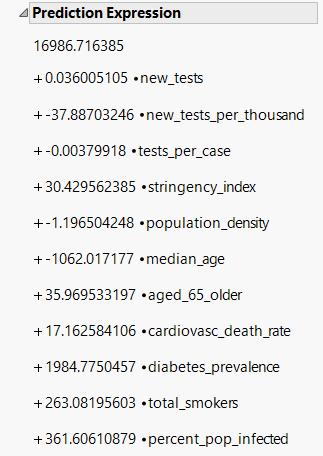 Prediction Expression
16986.716385
+ 0.036005105 • new_tests
+ -37.88703246 • new_tests_per_thousand
+ -0.00379918 • tests_per_case
+ 30.429562385 • stringency_index
+ -1.196504248 • population_density
+ -1062.017177 • median_age
+ 35.969533197 • aged_65_older
+ 17.162584106 • cardiovasc_death_rate
+ 1984.7750457 • diabetes_prevalence
+ 263.08195603 • total_smokers
+ 361.60610879 • percent_pop_infected